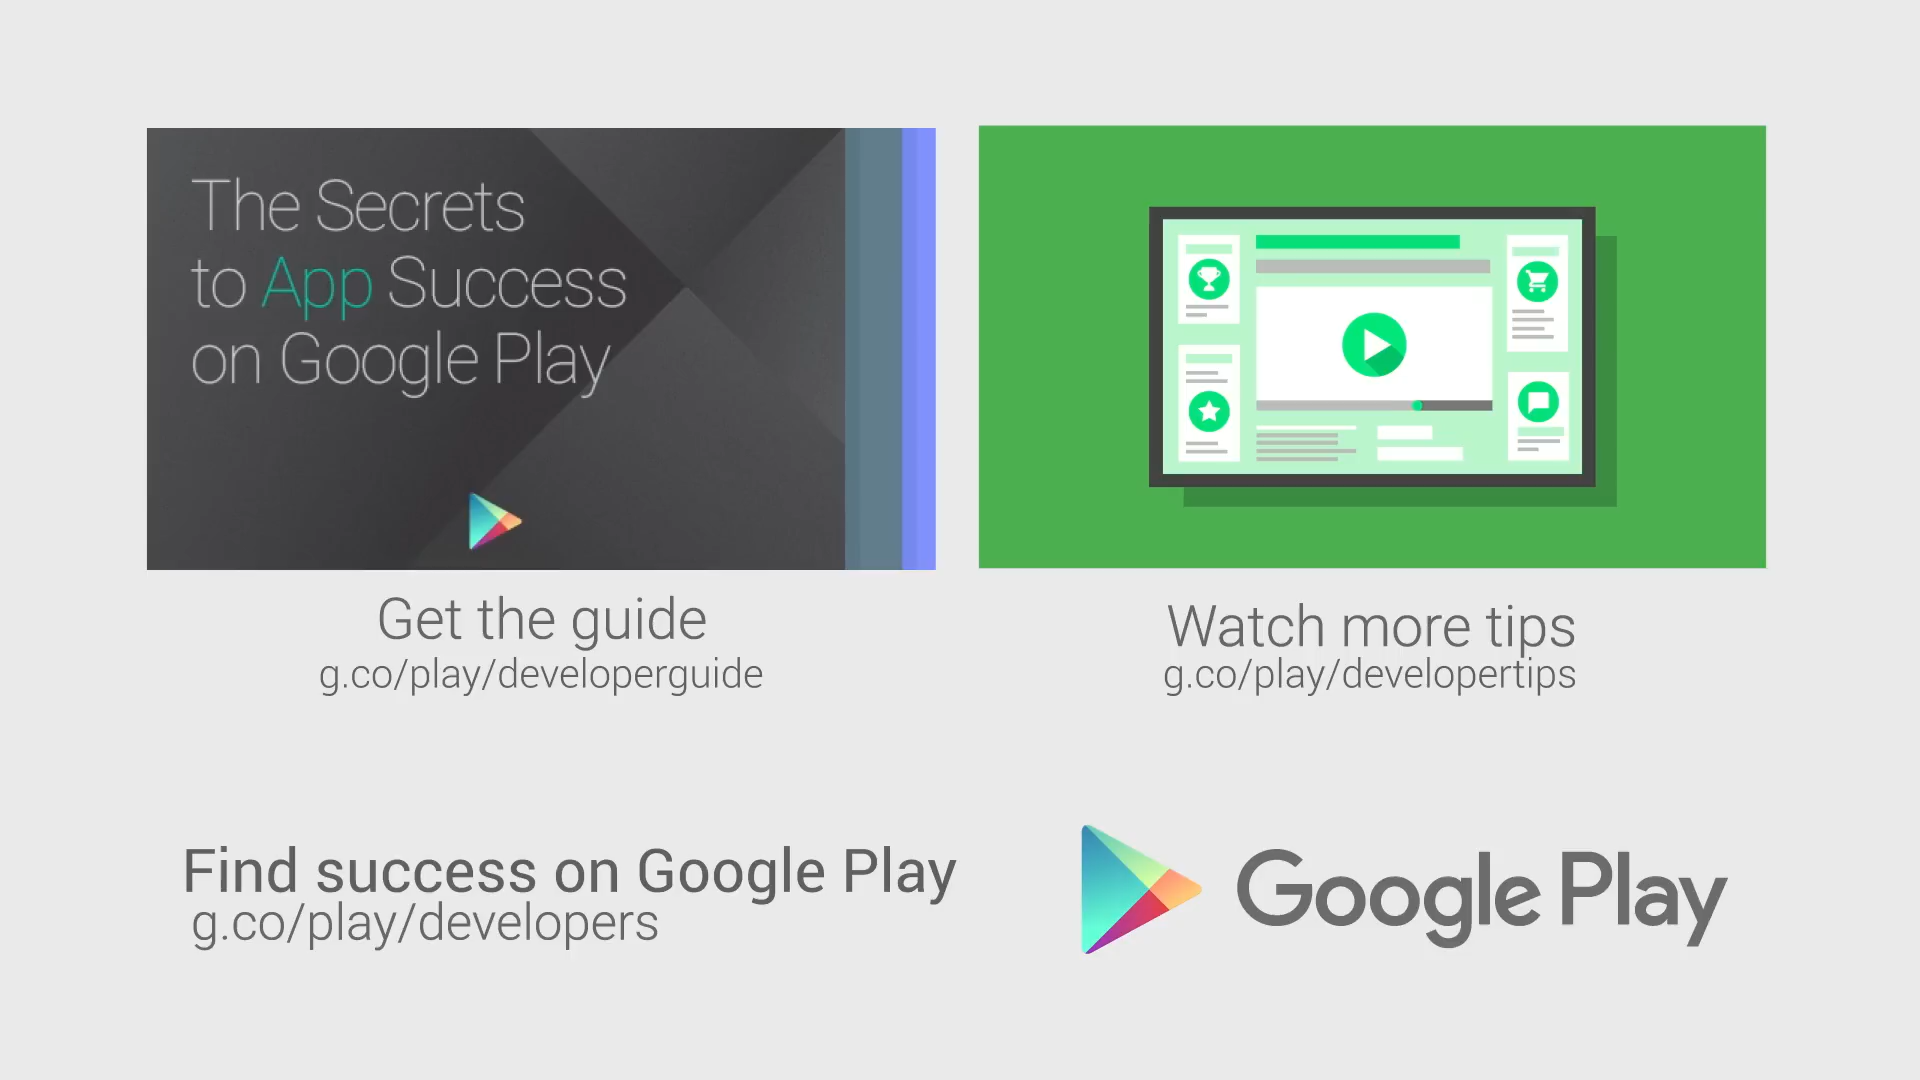 The Secrets
to App Success
on Google Play
Get the guide
g.co/play/developerguide
Watch more tips
g.co/play/developertips
Find success on Google Play
g.co/play/developers
Google Play